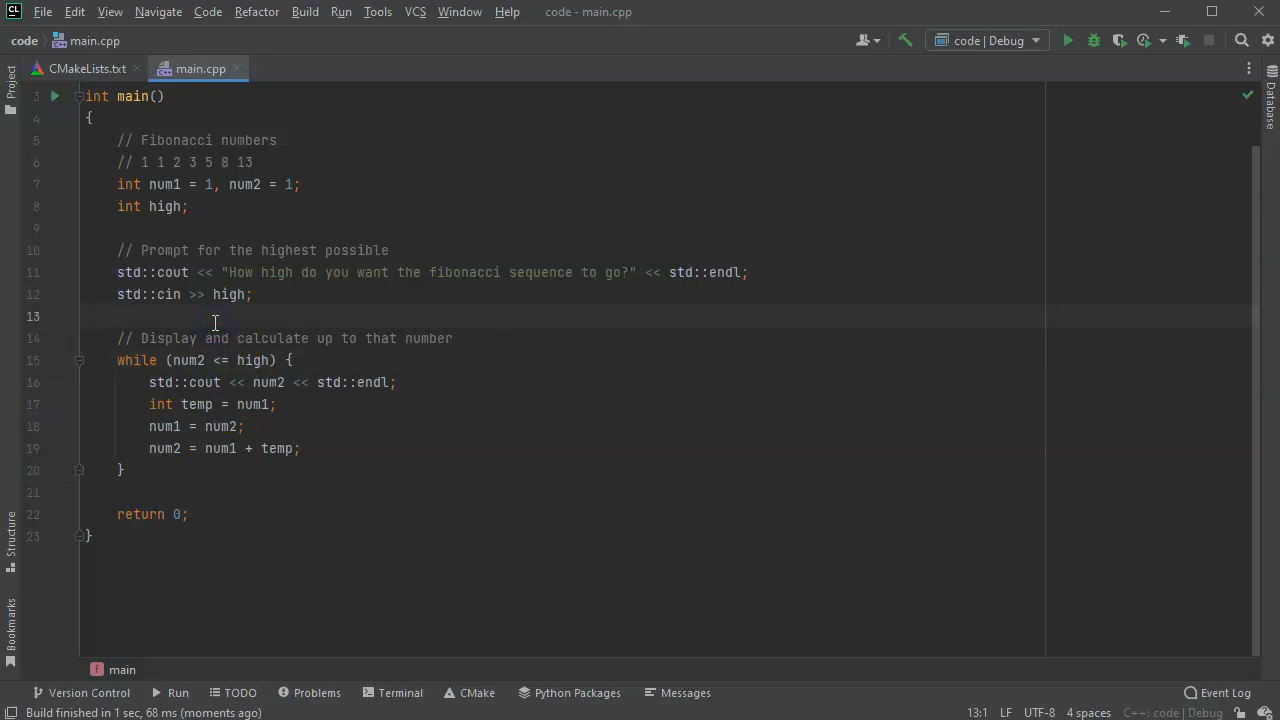 CL File Edit View Navigate Code Refactor Build Run Tools VCS Window Help code - main.cpp
code main.cpp code | Debug
Project CMakeLists.txt main.cpp Database
3 int main()
4 {
5 // Fibonacci numbers
6 // 1 1 2 3 5 8 13
7 int num1 = 1, num2 = 1;
8 int high;
9
10 // Prompt for the highest possible
11 std::cout << "How high do you want the fibonacci sequence to go?" << std::endl;
12 std::cin >> high;
13
14 // Display and calculate up to that number
15 while (num2 <= high) {
16 std::cout << num2 << std::endl;
17 int temp = num1;
18 num1 = num2;
19 num2 = num1 + temp;
20 }
21
22 return 0;
23 }
Structure
Bookmarks
f main
Version Control Run TODO Problems Terminal CMake Python Packages Messages Event Log
Build finished in 1 sec, 68 ms (moments ago) 13:1 LF UTF-8 4 spaces C++: code | Debug